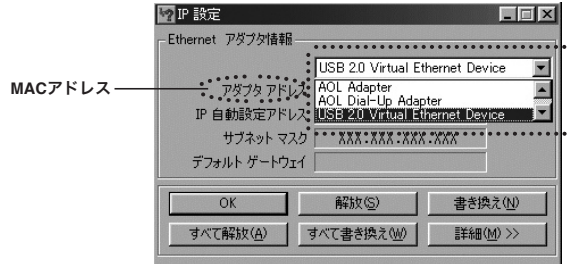 IP 設定
Ethernet アダプタ情報
USB 2.0 Virtual Ethernet Device
MACアドレス
アダプタ アドレス
AOL Adapter
AOL Dial-Up Adapter
IP 自動設定アドレス
USB 2.0 Virtual Ethernet Device
サブネット マスク
XXX.XXX.XXX.XXX
デフォルト ゲートウェイ
OK
解放(S)
書き換え(N)
すべて解放(A)
すべて書き換え(W)
詳細(M) >>